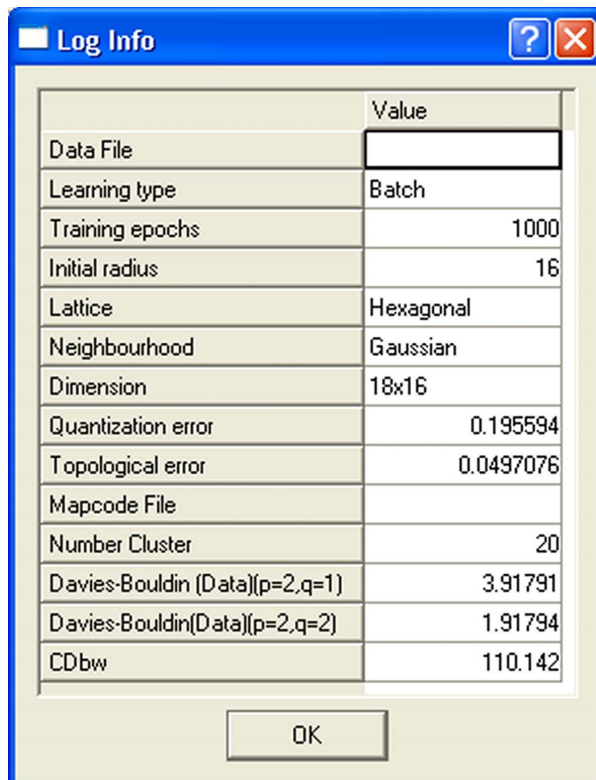 Log Info
Value
Data File
Learning type Batch
Training epochs 1000
Initial radius 16
Lattice Hexagonal
Neighbourhood Gaussian
Dimension 18x16
Quantization error 0.195594
Topological error 0.0497076
Mapcode File
Number Cluster 20
Davies-Bouldin (Data)(p=2,q=1) 3.91791
Davies-Bouldin(Data)(p=2,q=2) 1.91794
CDbw 110.142
OK